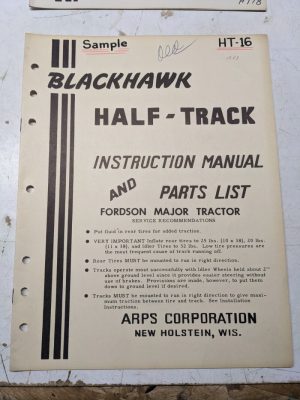 Sample
HT-16
BLACKHAWK
HALF-TRACK
INSTRUCTION MANUAL
AND
PARTS LIST
FORDSON MAJOR TRACTOR
SERVICE RECOMMENDATIONS
Put fluid in rear tires for added traction.
VERY IMPORTANT Inflate rear tires to 25 lbs. (10 x 38), 20 lbs.
(11 x 38), and Idler Tires to 32 lbs. Low tire pressures are
the most frequent cause of track running off.
Rear Tires MUST be mounted to run in right direction.
Tracks operate most successfully with Idler Wheels held about 2"
above ground level since it provides easier steering without
use of brakes. Provisions are made, however, to put them
down to ground level if desired.
Tracks MUST be mounted to run in right direction to give maxi-
mum traction between tire and track. See Installation
Instructions.
ARPS CORPORATION
NEW HOLSTEIN, WIS.